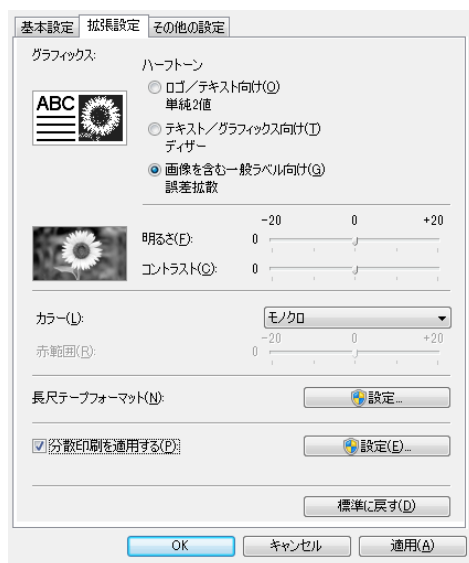 基本設定 拡張設定 その他の設定
グラフィックス:
ハーフトーン
ロゴ／テキスト向け(O)
単純2値
ABC
テキスト／グラフィックス向け(T)
ディザー
画像を含む一般ラベル向け(G)
誤差拡散
-20 0 +20
明るさ(F): 0
コントラスト(C): 0
カラー(L): モノクロ
-20 0 +20
赤範囲(R): 0
長尺テープフォーマット(N): 設定...
分散印刷を適用する(P): 設定(E)...
標準に戻す(D)
OK キャンセル 適用(A)